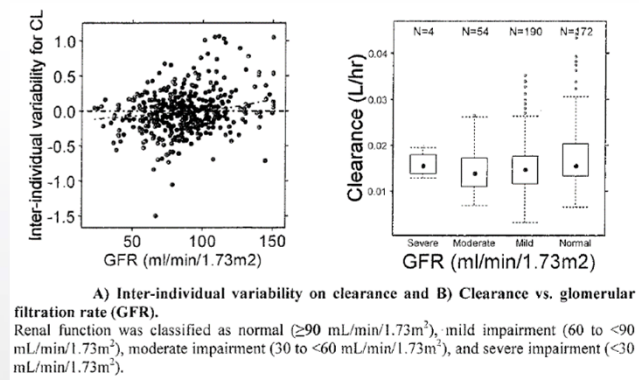 Inter-individual variability for CL
1.0
0.5
0.0
-0.5
-1.0
-1.5
50
100
150
GFR (ml/min/1.73m2)
Clearance (L/hr)
0.04
0.03
0.02
0.01
N=4
N=54
N=190
N=172
Severe
Moderate
Mild
Normal
GFR (ml/min/1.73m2)
A) Inter-individual variability on clearance and B) Clearance vs. glomerular
filtration rate (GFR).
Renal function was classified as normal (≥90 mL/min/1.73m²), mild impairment (60 to <90
mL/min/1.73m²), moderate impairment (30 to <60 mL/min/1.73m²), and severe impairment (<30
mL/min/1.73m²).
A)
B)